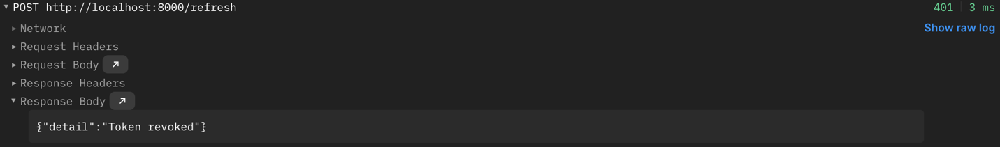 POST http://localhost:8000/refresh 401 3 ms
Network Show raw log
Request Headers
Request Body
Response Headers
Response Body
{"detail":"Token revoked"}